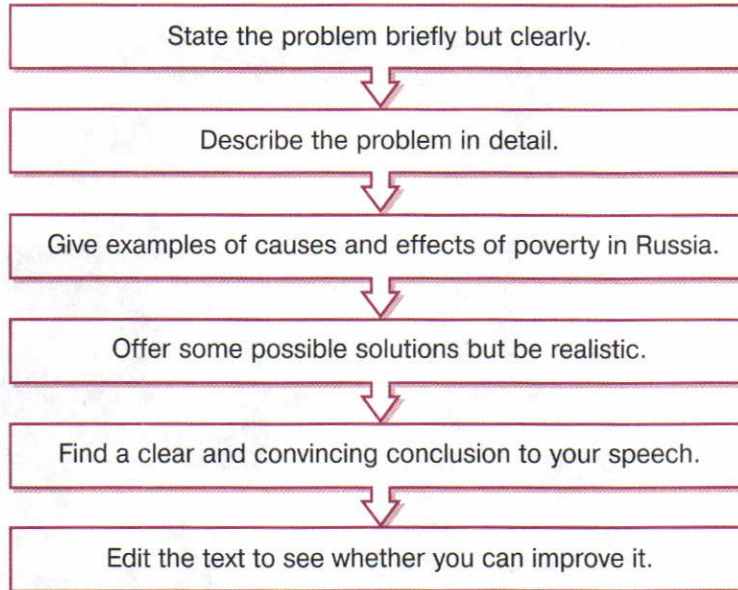 State the problem briefly but clearly.
Describe the problem in detail.
Give examples of causes and effects of poverty in Russia.
Offer some possible solutions but be realistic.
Find a clear and convincing conclusion to your speech.
Edit the text to see whether you can improve it.